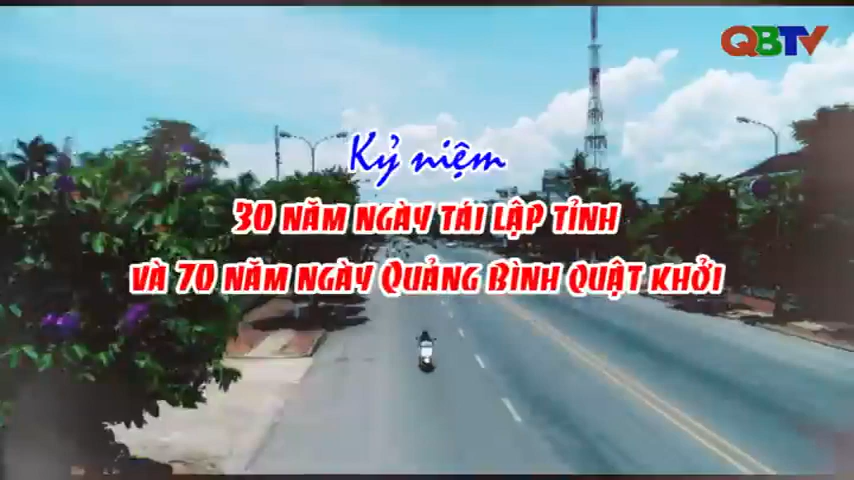 QBTV
Kỷ niệm
30 NĂM NGÀY TÁI LẬP TỈNH
VÀ 70 NĂM NGÀY QUẢNG BÌNH QUẬT KHỞI